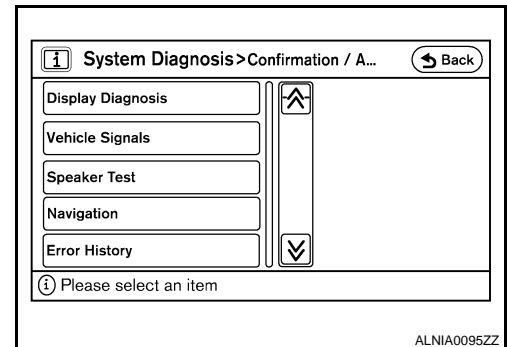 i System Diagnosis>Confirmation / A... Back
Display Diagnosis
Vehicle Signals
Speaker Test
Navigation
Error History
i Please select an item
ALNIA0095ZZ